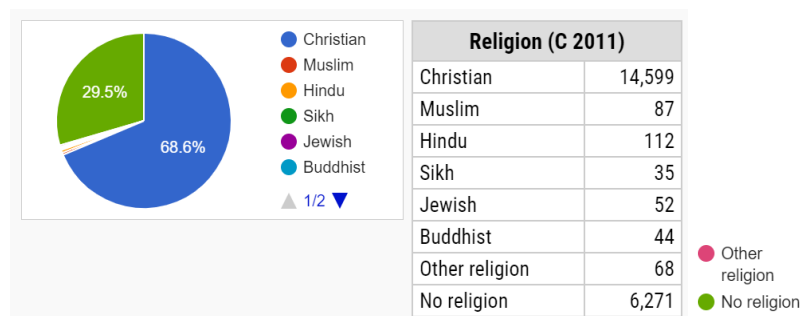 Christian
Muslim
Hindu
Sikh
Jewish
Buddhist
1/2
29.5%
68.6%
Religion (C 2011)
Christian 14,599
Muslim 87
Hindu 112
Sikh 35
Jewish 52
Buddhist 44
Other religion 68
No religion 6,271
Other
religion
No religion